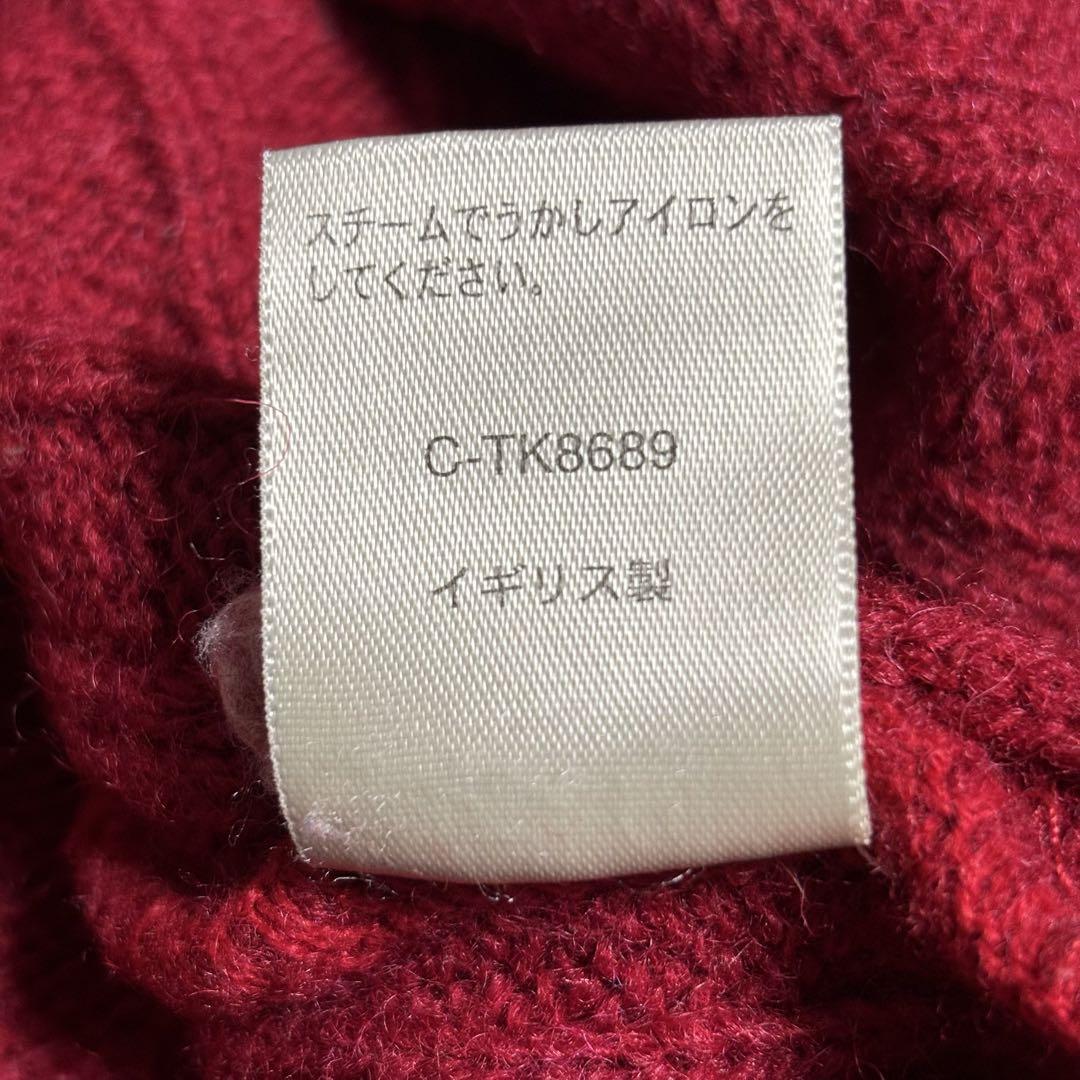 スチームでうかしアイロンを
してください。
C-TK8689
イギリス製